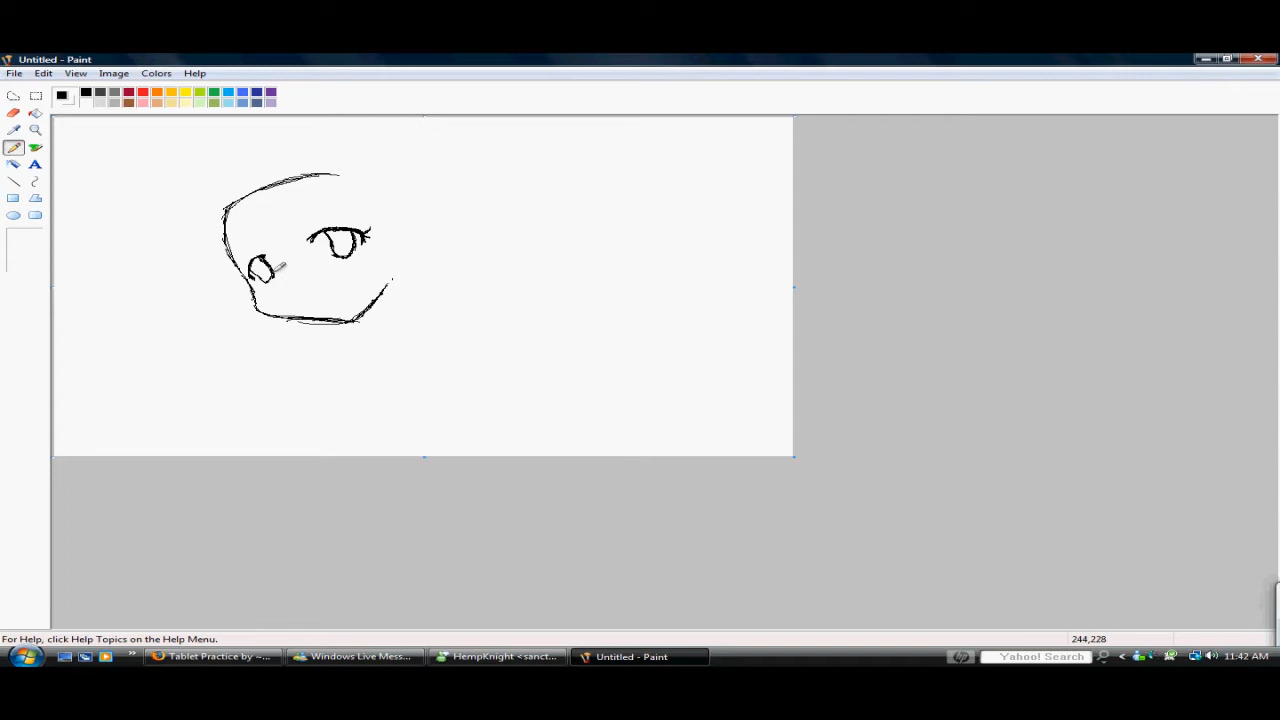 Untitled - Paint
File Edit View Image Colors Help
A
For Help, click Help Topics on the Help Menu.
244,228
Tablet Practice by ~...
Windows Live Mess...
HempKnight <sanct...
Untitled - Paint
hp
Yahoo! Search
11:42 AM